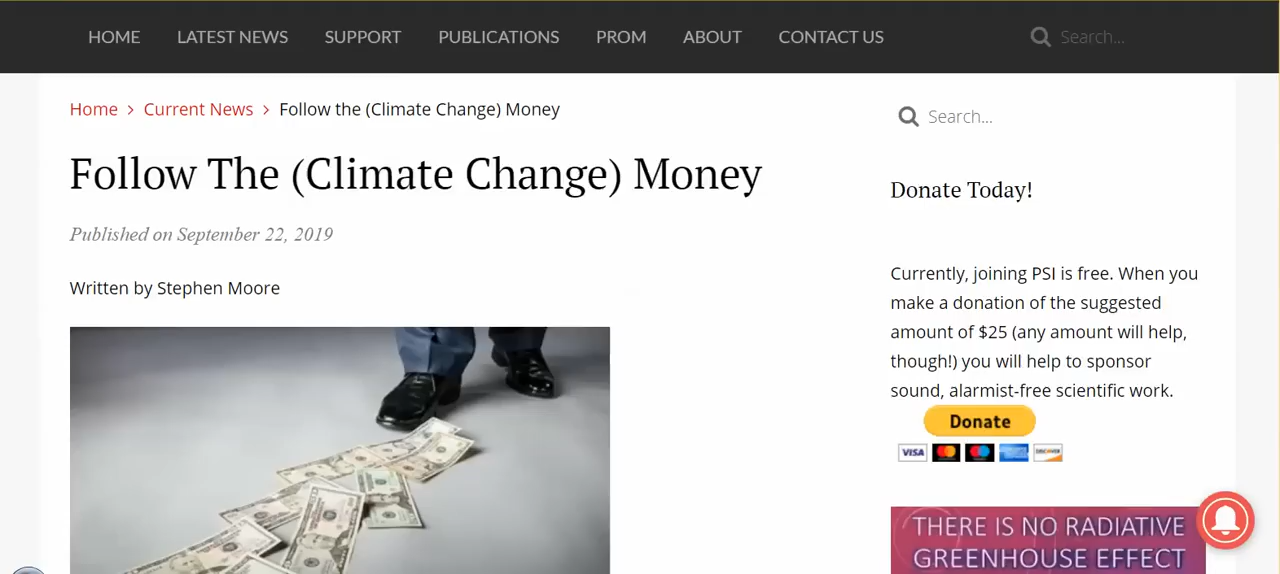 HOME LATEST NEWS SUPPORT PUBLICATIONS PROM ABOUT CONTACT US Search...
Home > Current News > Follow the (Climate Change) Money
Follow The (Climate Change) Money
Published on September 22, 2019
Written by Stephen Moore
Search...
Donate Today!
Currently, joining PSI is free. When you
make a donation of the suggested
amount of $25 (any amount will help,
though!) you will help to sponsor
sound, alarmist-free scientific work.
Donate
VISA DISCOVER
THERE IS NO RADIATIVE
GREENHOUSE EFFECT